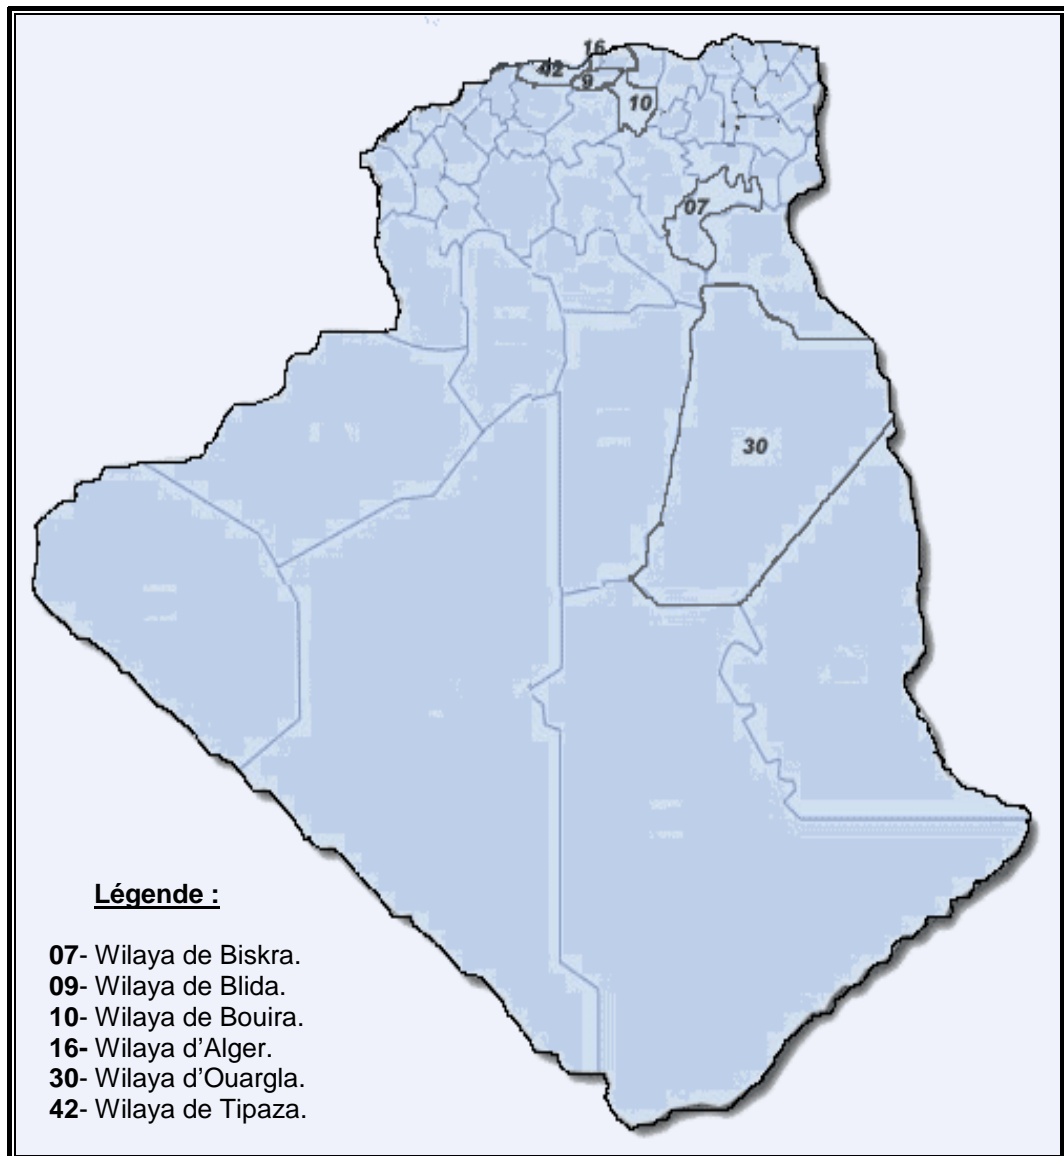 16
42
9
10
07
30
Légende :
07- Wilaya de Biskra.
09- Wilaya de Blida.
10- Wilaya de Bouira.
16- Wilaya d’Alger.
30- Wilaya d’Ouargla.
42- Wilaya de Tipaza.